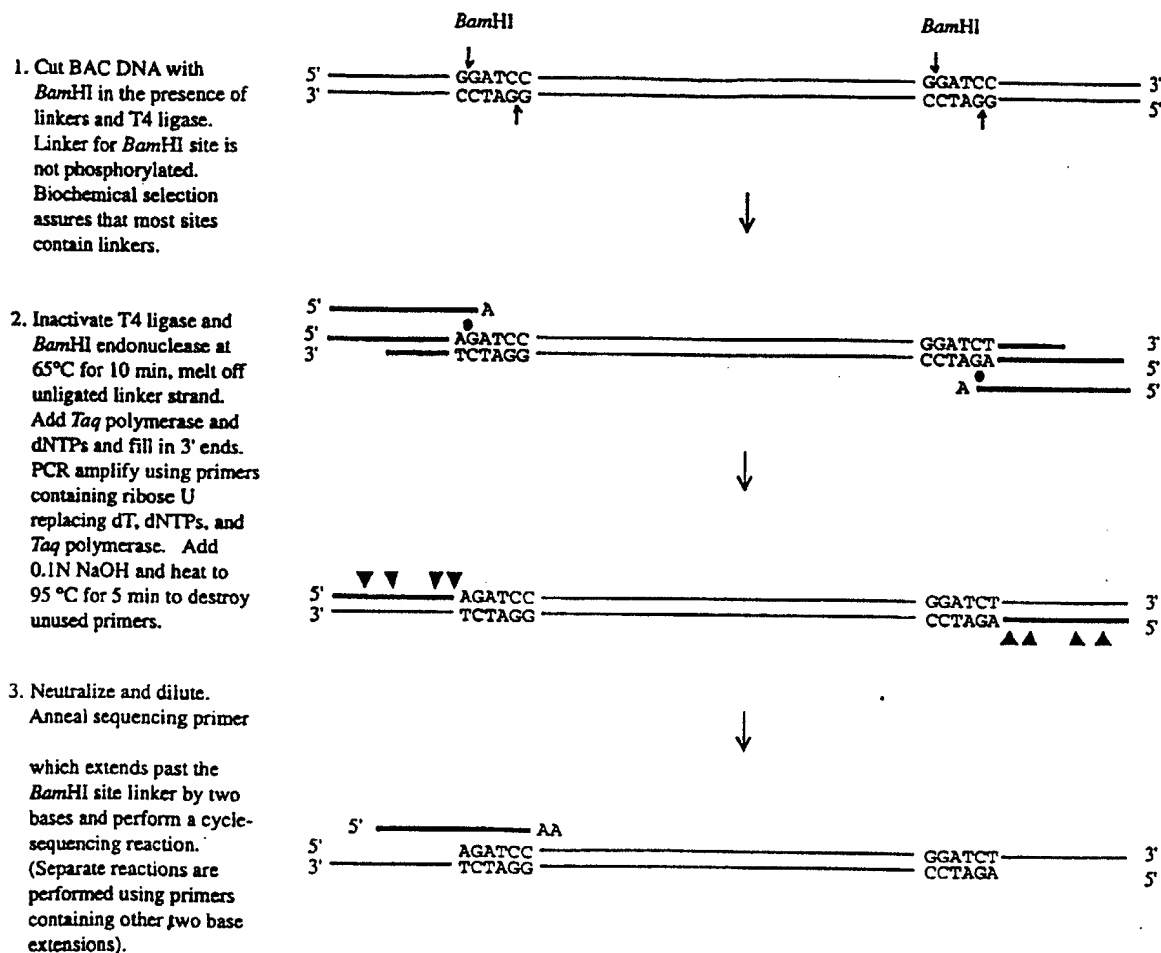 BamHI
BamHI
1. Cut BAC DNA with
BamHI in the presence of
linkers and T4 ligase.
Linker for BamHI site is
not phosphorylated.
Biochemical selection
assures that most sites
contain linkers.
5' GGATCC GGATCC 3'
3' CCTAGG CCTAGG 5'
2. Inactivate T4 ligase and
BamHI endonuclease at
65°C for 10 min, melt off
unligated linker strand.
Add Taq polymerase and
dNTPs and fill in 3' ends.
PCR amplify using primers
containing ribose U
replacing dT, dNTPs, and
Taq polymerase. Add
0.1N NaOH and heat to
95 °C for 5 min to destroy
unused primers.
5' A
5' AGATCC GGATCT 3'
3' TCTAGG CCTAGA 5'
A 5'
5' AGATCC GGATCT 3'
3' TCTAGG CCTAGA 5'
3. Neutralize and dilute.
Anneal sequencing primer
which extends past the
BamHI site linker by two
bases and perform a cycle-
sequencing reaction.
(Separate reactions are
performed using primers
containing other two base
extensions).
5' AA
5' AGATCC GGATCT 3'
3' TCTAGG CCTAGA 5'